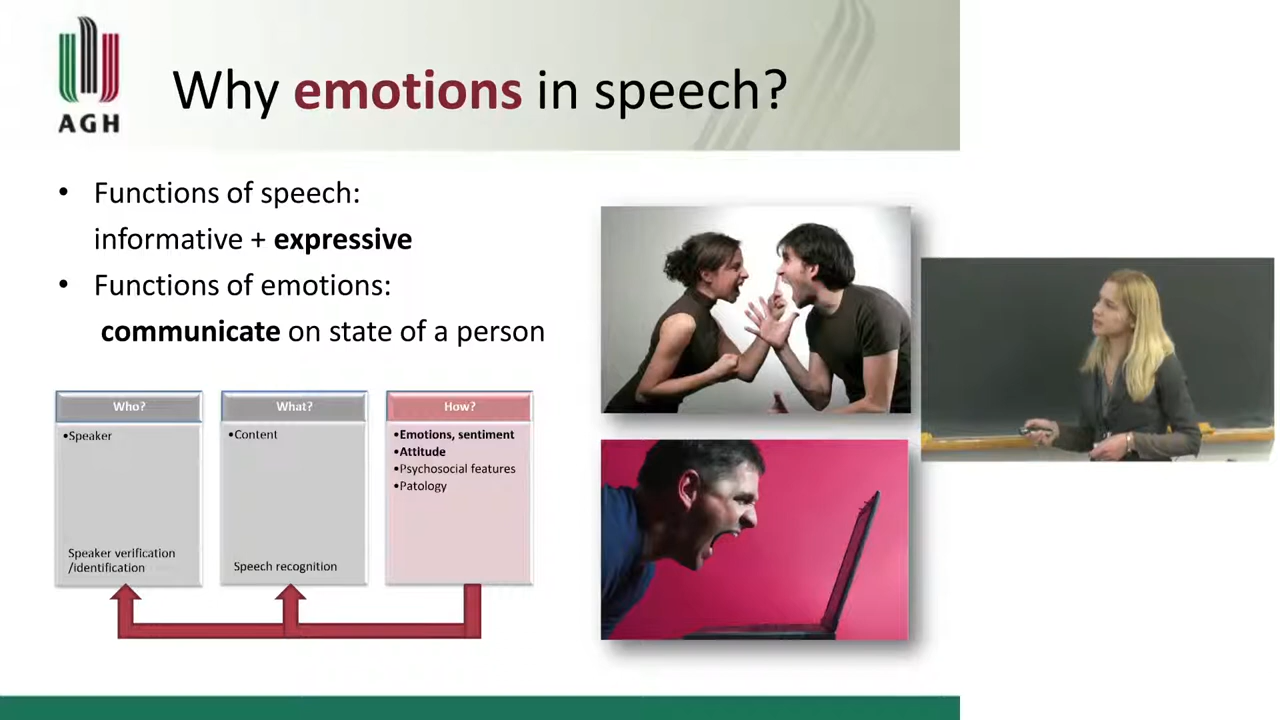 AGH
Why emotions in speech?
• Functions of speech:
informative + expressive
• Functions of emotions:
communicate on state of a person
Who?
•Speaker
Speaker verification
/identification
What?
•Content
Speech recognition
How?
•Emotions, sentiment
•Attitude
•Psychosocial features
•Patology